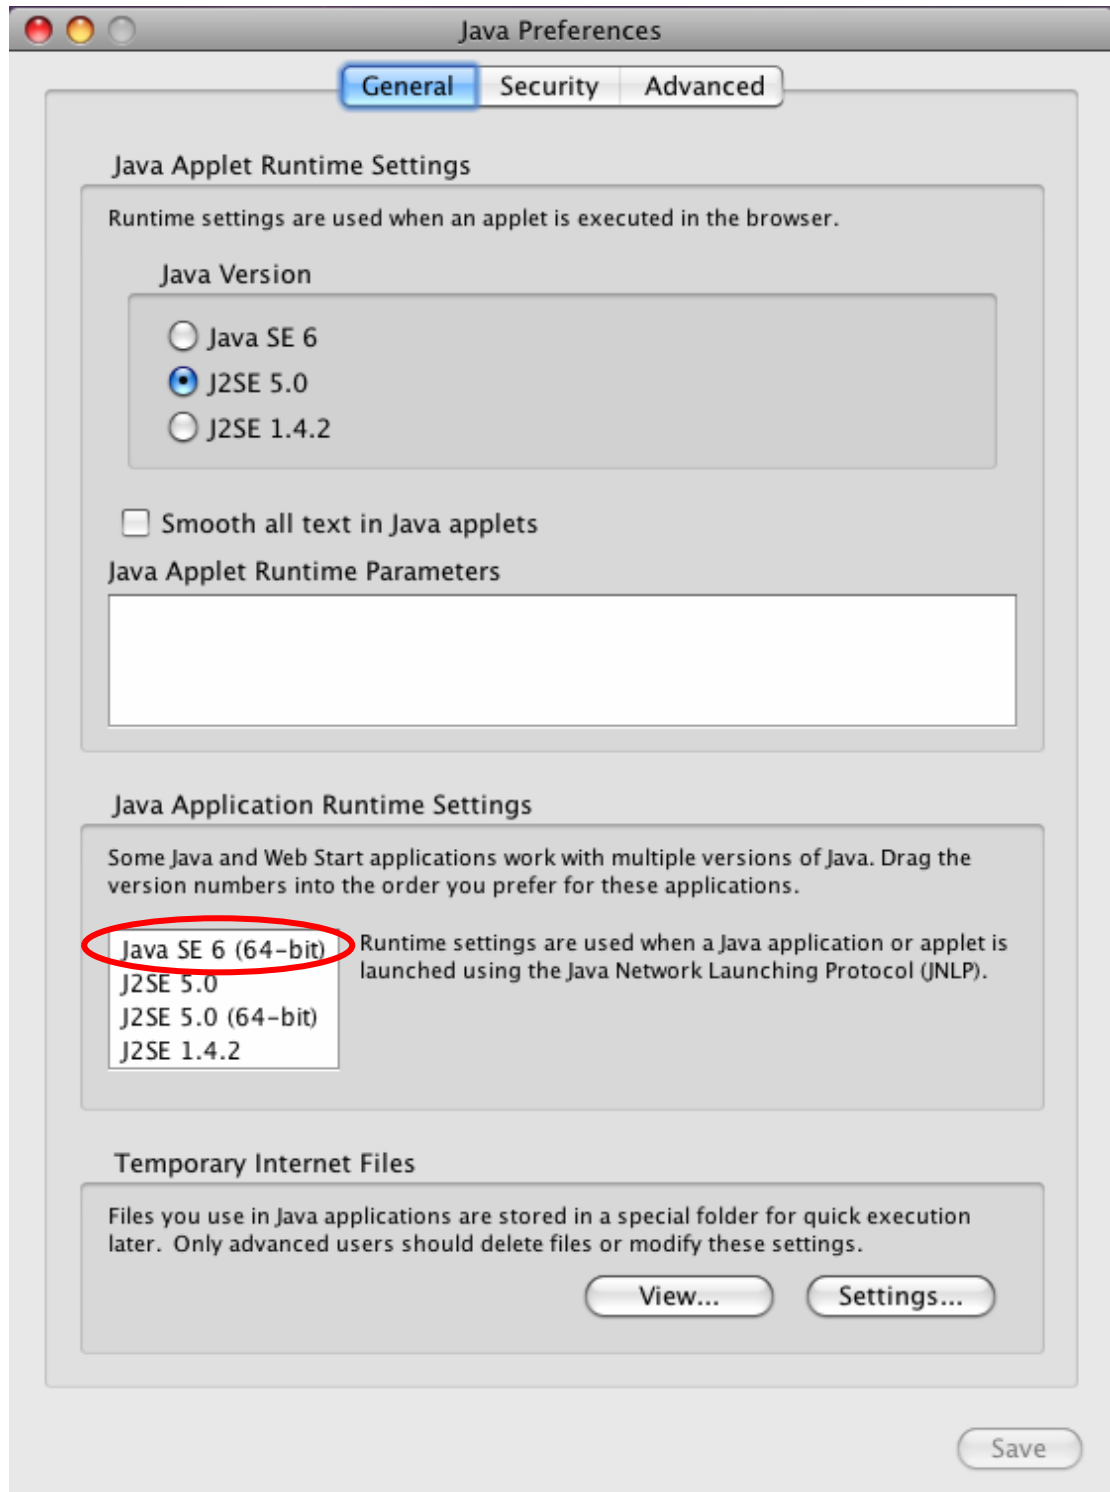 Java Preferences
General Security Advanced
Java Applet Runtime Settings
Runtime settings are used when an applet is executed in the browser.
Java Version
Java SE 6
J2SE 5.0
J2SE 1.4.2
Smooth all text in Java applets
Java Applet Runtime Parameters
Java Application Runtime Settings
Some Java and Web Start applications work with multiple versions of Java. Drag the
version numbers into the order you prefer for these applications.
Java SE 6 (64-bit)
J2SE 5.0
J2SE 5.0 (64-bit)
J2SE 1.4.2
Runtime settings are used when a Java application or applet is
launched using the Java Network Launching Protocol (JNLP).
Temporary Internet Files
Files you use in Java applications are stored in a special folder for quick execution
later. Only advanced users should delete files or modify these settings.
View... Settings...
Save